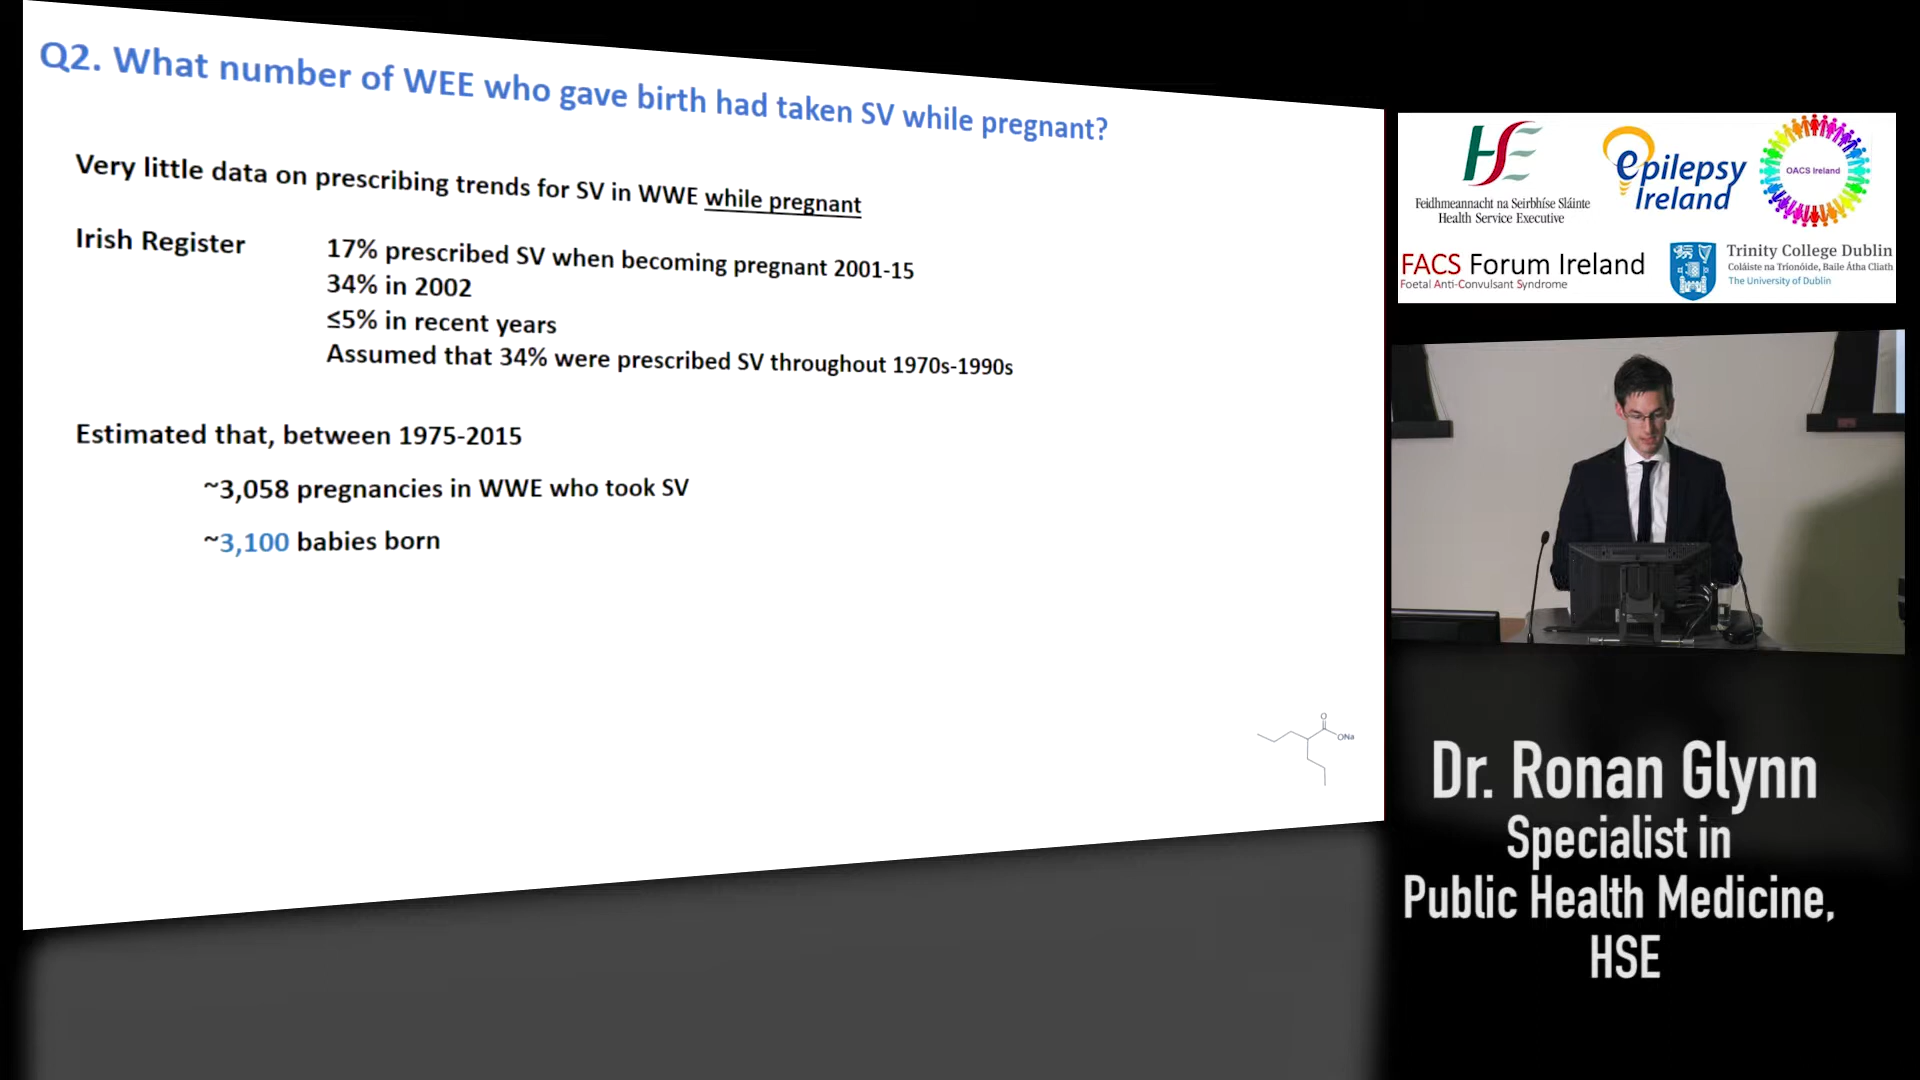 Q2. What number of WEE who gave birth had taken SV while pregnant?
Very little data on prescribing trends for SV in WWE while pregnant
Irish Register
17% prescribed SV when becoming pregnant 2001-15
34% in 2002
≤5% in recent years
Assumed that 34% were prescribed SV throughout 1970s-1990s
Estimated that, between 1975-2015
~3,058 pregnancies in WWE who took SV
~3,100 babies born
O
ONa
HSE
Feidhmeannacht na Seirbhíse Sláinte
Health Service Executive
epilepsy
Ireland
OACS Ireland
FACS Forum Ireland
Foetal Anti-Convulsant Syndrome
Trinity College Dublin
Coláiste na Tríonóide, Baile Átha Cliath
The University of Dublin
Dr. Ronan Glynn
Specialist in
Public Health Medicine,
HSE